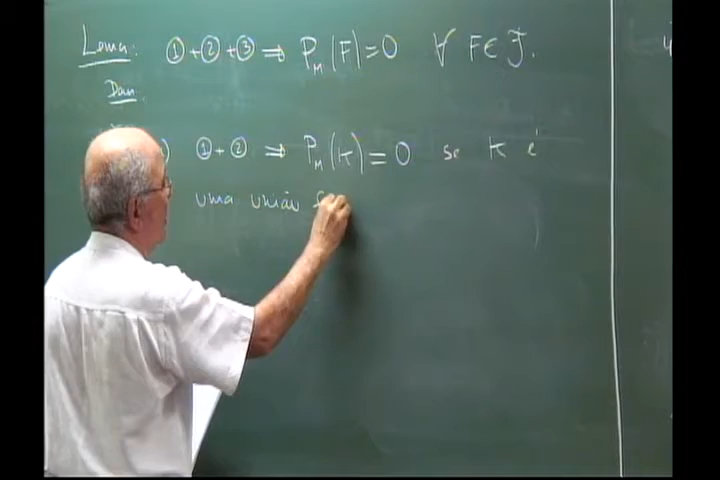 Lema: ① + ② + ③ ⇒ P_M(F) = 0 ∀ F ∈ ℱ.
Dem.
) ① + ② ⇒ P_M(K) = 0 se K é
uma união